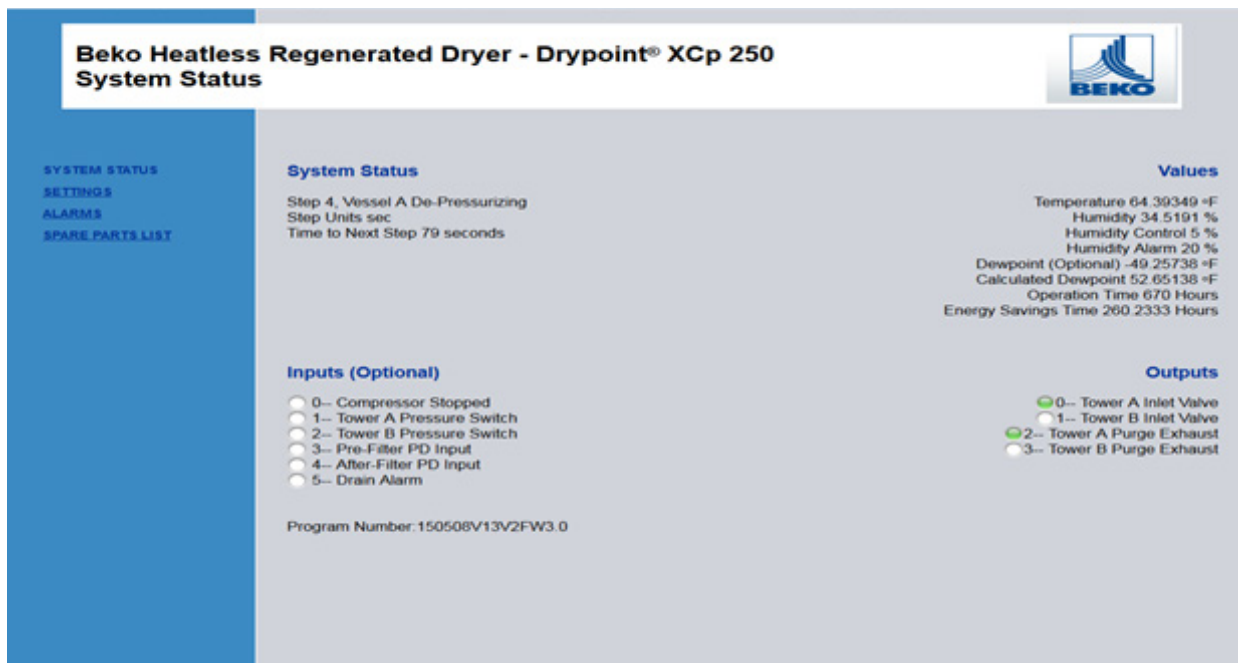 Beko Heatless Regenerated Dryer - Drypoint® XCp 250
System Status
BEKO
SYSTEM STATUS
SETTINGS
ALARMS
SPARE PARTS LIST
System Status
Step 4, Vessel A De-Pressurizing
Step Units sec
Time to Next Step 79 seconds
Values
Temperature 64.39349 °F
Humidity 34.5191 %
Humidity Control 5 %
Humidity Alarm 20 %
Dewpoint (Optional) -49.25738 °F
Calculated Dewpoint 52.65138 °F
Operation Time 670 Hours
Energy Savings Time 260.2333 Hours
Inputs (Optional)
0-- Compressor Stopped
1-- Tower A Pressure Switch
2-- Tower B Pressure Switch
3-- Pre-Filter PD Input
4-- After-Filter PD Input
5-- Drain Alarm
Outputs
0-- Tower A Inlet Valve
1-- Tower B Inlet Valve
2-- Tower A Purge Exhaust
3-- Tower B Purge Exhaust
Program Number:150508V13V2FW3.0